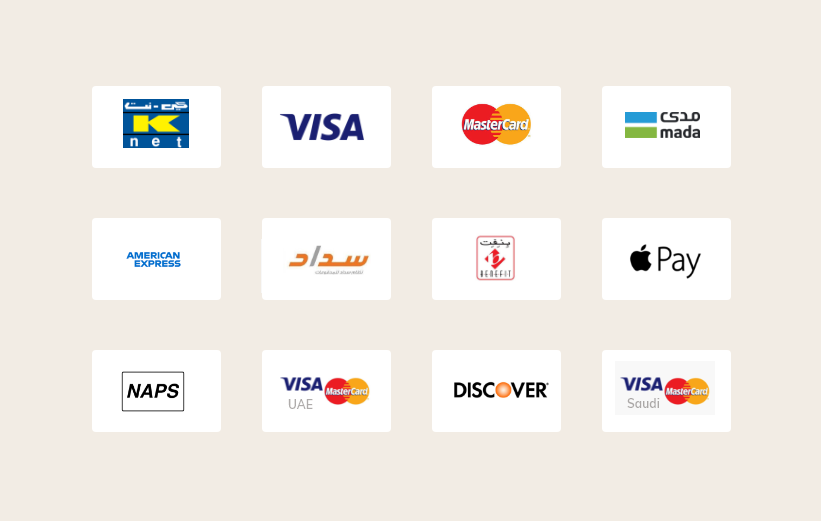 كي - نت
K
net
VISA
MasterCard
مدى
mada
AMERICAN
EXPRESS
سداد
بنفت
BENEFIT
Pay
NAPS
VISA MasterCard
UAE
DISCOVER
VISA MasterCard
Saudi